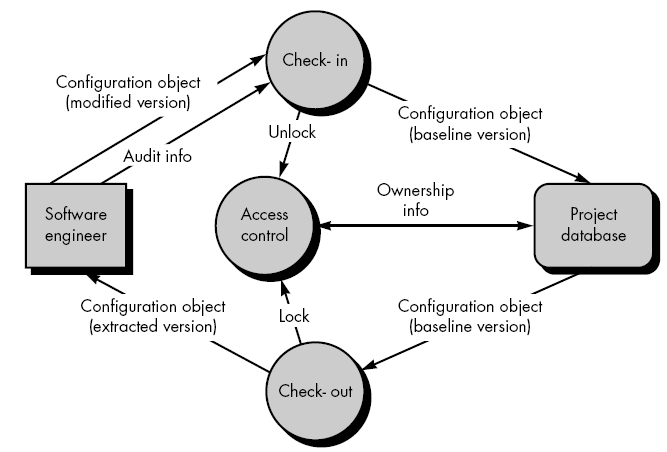 Check- in
Configuration object
(modified version)
Configuration object
(baseline version)
Unlock
Audit info
Ownership
info
Software
engineer
Access
control
Project
database
Configuration object
(extracted version)
Lock
Configuration object
(baseline version)
Check- out